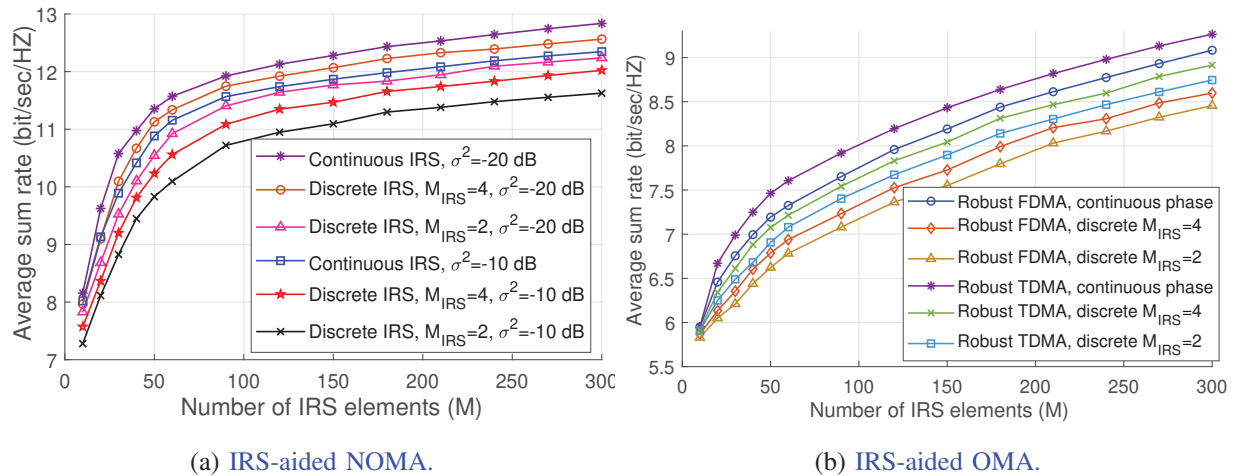 Average sum rate (bit/sec/HZ)
13
12
11
10
9
8
7
0
50
100
150
200
250
300
Number of IRS elements (M)
Continuous IRS, σ²=-20 dB
Discrete IRS, M_IRS=4, σ²=-20 dB
Discrete IRS, M_IRS=2, σ²=-20 dB
Continuous IRS, σ²=-10 dB
Discrete IRS, M_IRS=4, σ²=-10 dB
Discrete IRS, M_IRS=2, σ²=-10 dB
(a) IRS-aided NOMA.
Average sum rate (bit/sec/HZ)
9
8.5
8
7.5
7
6.5
6
5.5
0
50
100
150
200
250
300
Number of IRS elements (M)
Robust FDMA, continuous phase
Robust FDMA, discrete M_IRS=4
Robust FDMA, discrete M_IRS=2
Robust TDMA, continuous phase
Robust TDMA, discrete M_IRS=4
Robust TDMA, discrete M_IRS=2
(b) IRS-aided OMA.